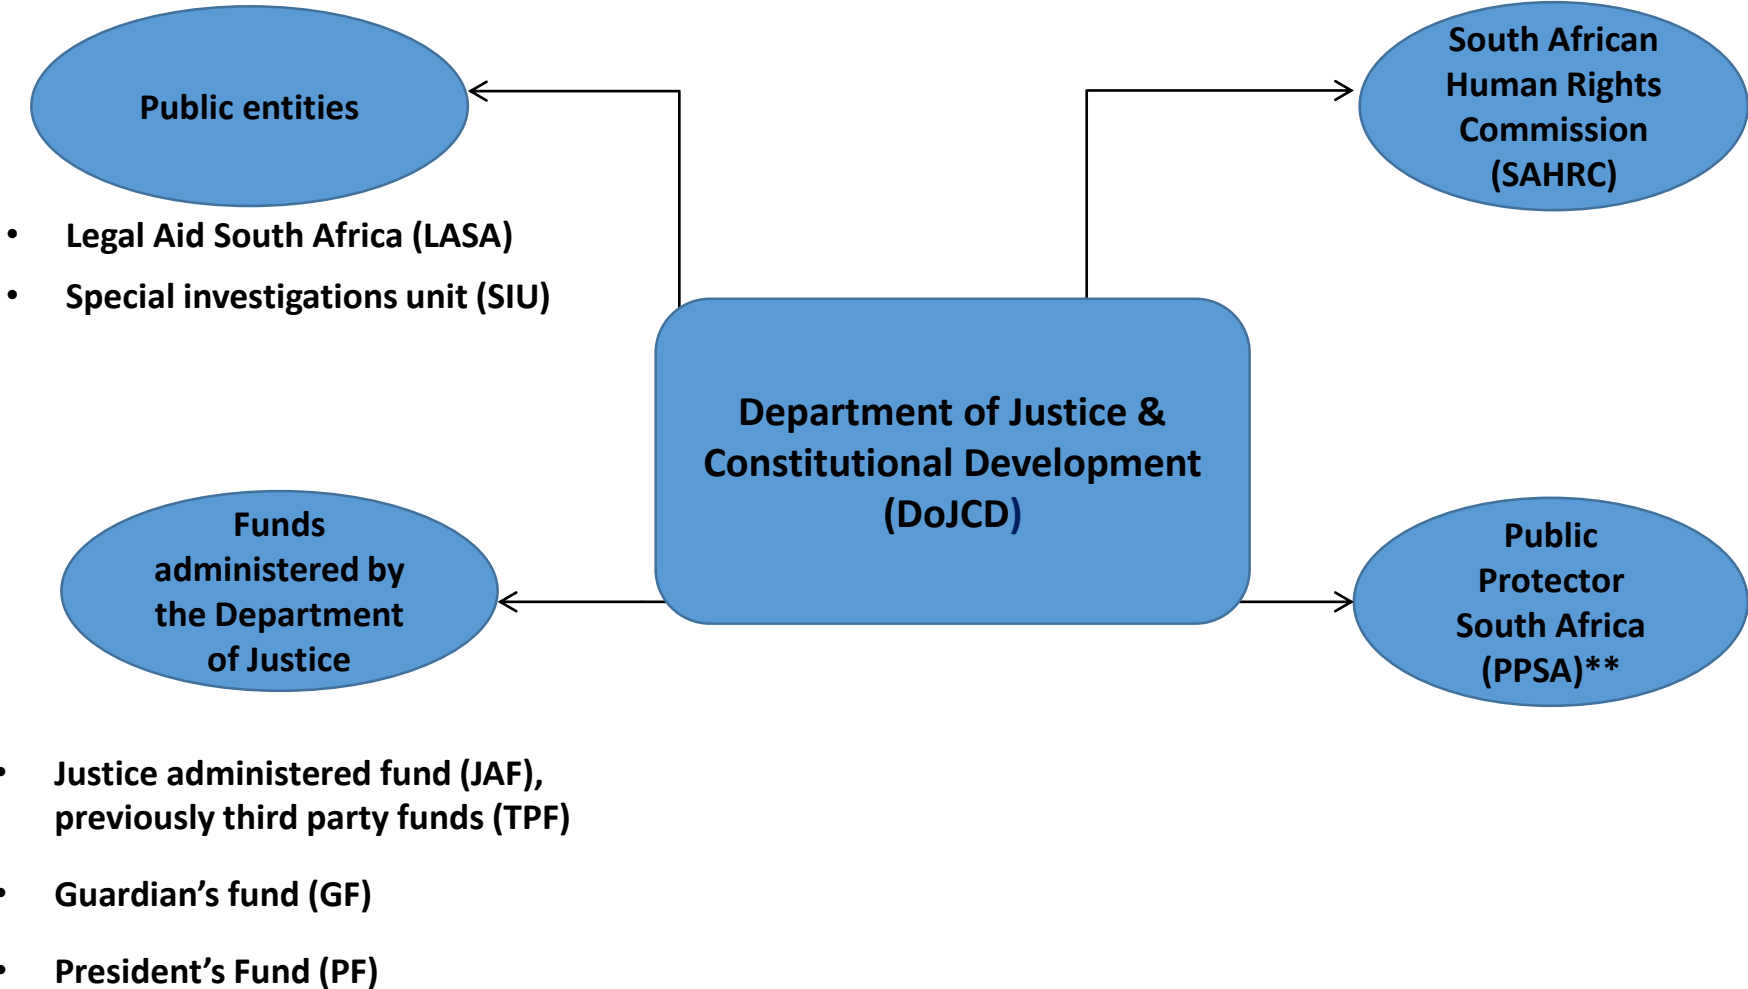 Public entities
• Legal Aid South Africa (LASA)
• Special investigations unit (SIU)
South African
Human Rights
Commission
(SAHRC)
Department of Justice &
Constitutional Development
(DoJCD)
Funds
administered by
the Department
of Justice
• Justice administered fund (JAF),
previously third party funds (TPF)
• Guardian’s fund (GF)
• President’s Fund (PF)
Public
Protector
South Africa
(PPSA)**